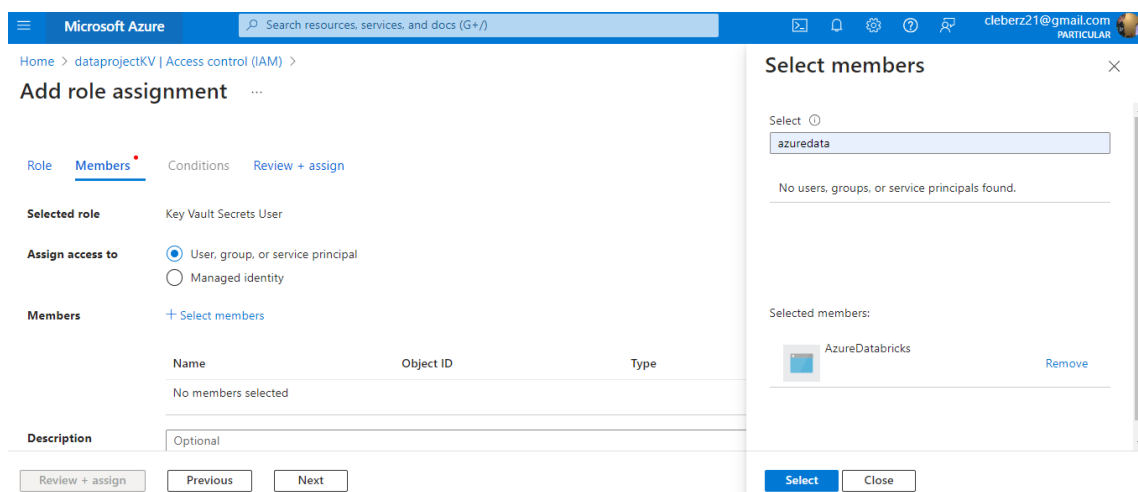 Microsoft Azure
Search resources, services, and docs (G+/)
cleberz21@gmail.com
PARTICULAR
Home > dataprojectKV | Access control (IAM) >
Add role assignment ...
Role Members Conditions Review + assign
Selected role Key Vault Secrets User
Assign access to User, group, or service principal
Managed identity
Members + Select members
Name Object ID Type
No members selected
Description Optional
Review + assign Previous Next
Select members
Select
azuredata
No users, groups, or service principals found.
Selected members:
AzureDatabricks
Remove
Select Close